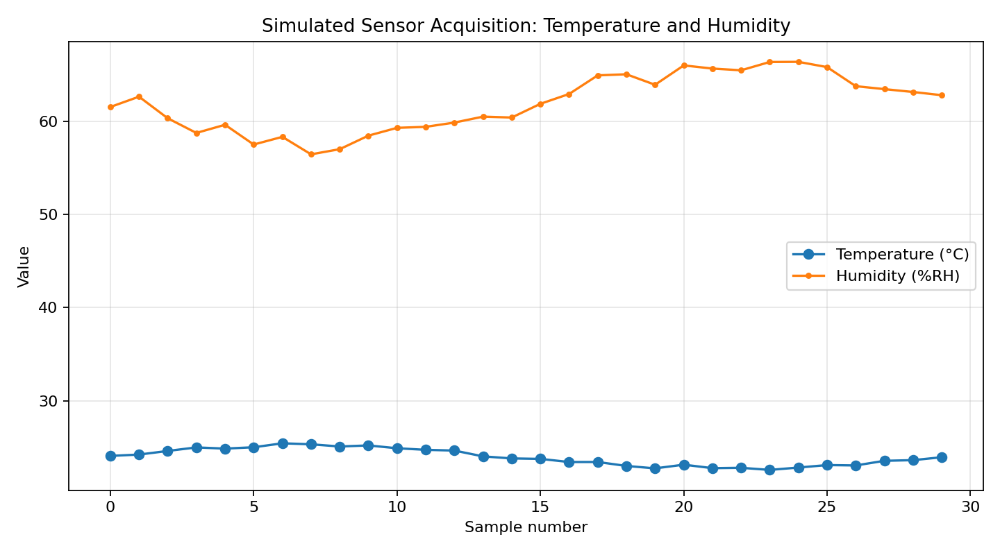 Simulated Sensor Acquisition: Temperature and Humidity
Value
60
50
40
30
Temperature (°C)
Humidity (%RH)
0 5 10 15 20 25 30
Sample number